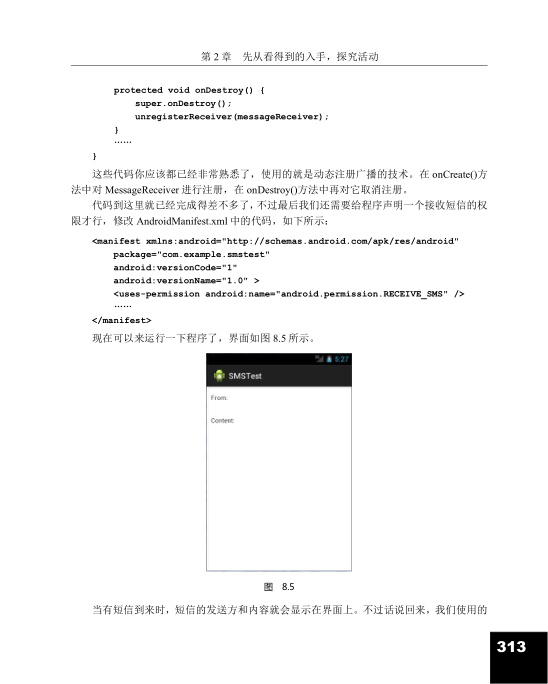 第 2 章 先从看得到的入手，探究活动
protected void onDestroy() {
super.onDestroy();
unregisterReceiver(messageReceiver);
}
……
}
这些代码你应该都已经非常熟悉了，使用的就是动态注册广播的技术。在 onCreate()方
法中对 MessageReceiver 进行注册，在 onDestroy()方法中再对它取消注册。
代码到这里就已经完成得差不多了，不过最后我们还需要给程序声明一个接收短信的权
限才行，修改 AndroidManifest.xml 中的代码，如下所示：
<manifest xmlns:android="http://schemas.android.com/apk/res/android"
package="com.example.smstest"
android:versionCode="1"
android:versionName="1.0" >
<uses-permission android:name="android.permission.RECEIVE_SMS" />
……
</manifest>
现在可以来运行一下程序了，界面如图 8.5 所示。
5:27
SMSTest
From:
Content:
图 8.5
当有短信到来时，短信的发送方和内容就会显示在界面上。不过话说回来，我们使用的
313